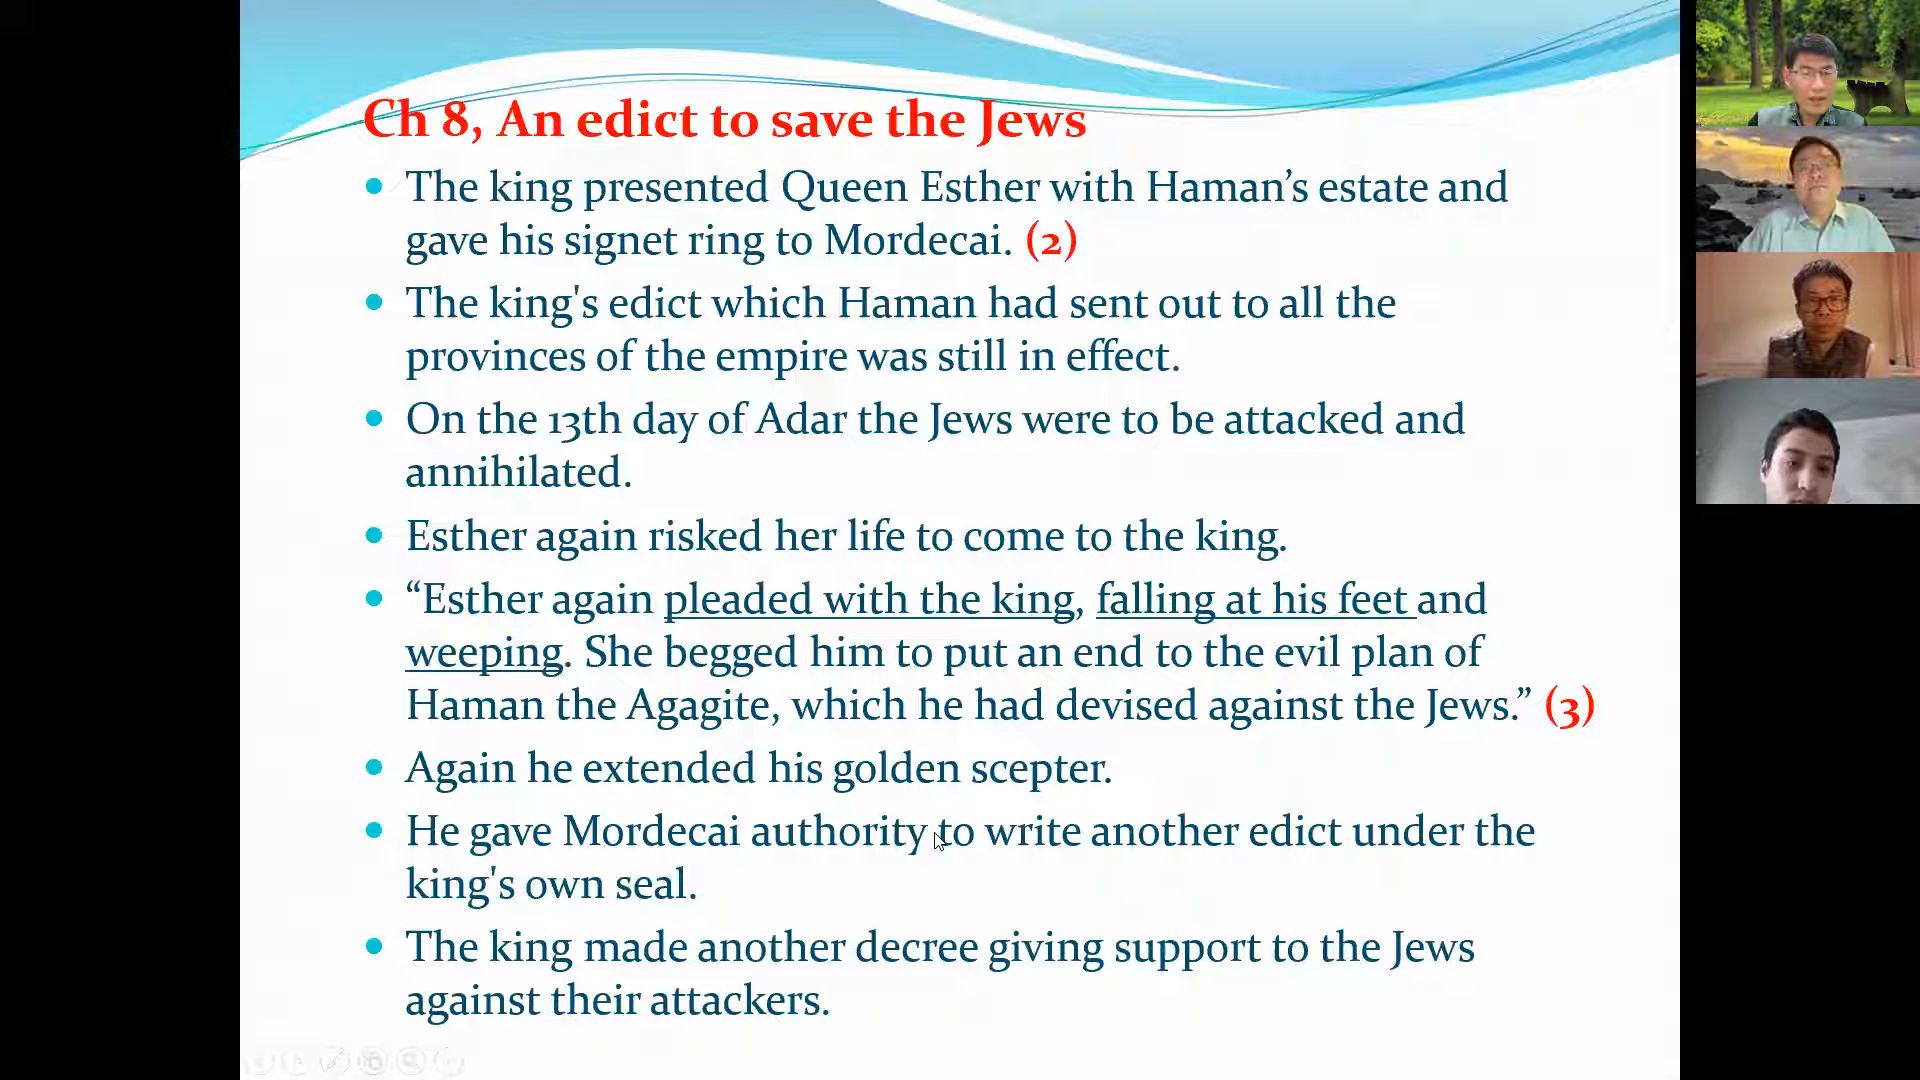 Ch 8, An edict to save the Jews
• The king presented Queen Esther with Haman’s estate and
gave his signet ring to Mordecai. (2)
• The king's edict which Haman had sent out to all the
provinces of the empire was still in effect.
• On the 13th day of Adar the Jews were to be attacked and
annihilated.
• Esther again risked her life to come to the king.
• “Esther again pleaded with the king, falling at his feet and
weeping. She begged him to put an end to the evil plan of
Haman the Agagite, which he had devised against the Jews.” (3)
• Again he extended his golden scepter.
• He gave Mordecai authority to write another edict under the
king's own seal.
• The king made another decree giving support to the Jews
against their attackers.